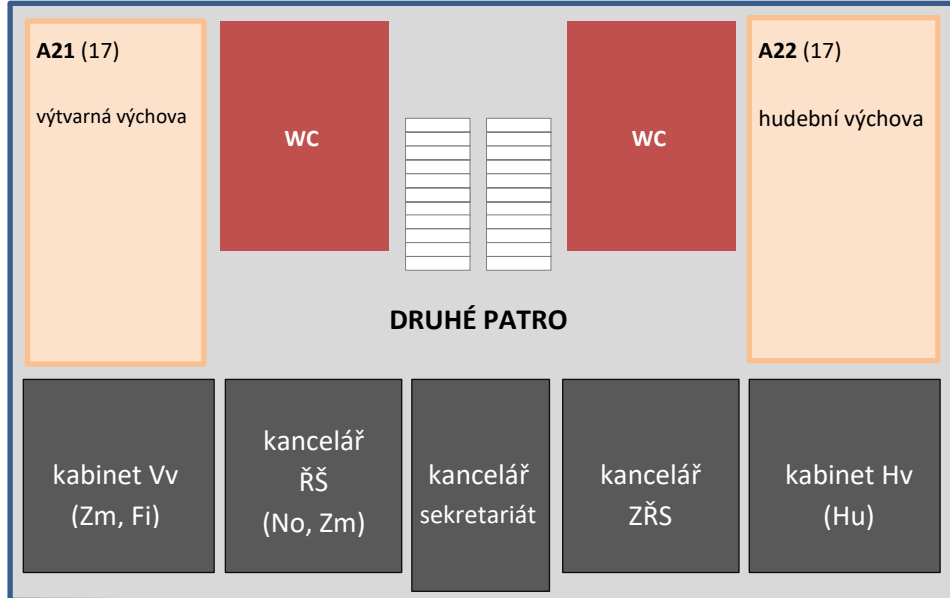 A21 (17)
výtvarná výchova
WC
WC
A22 (17)
hudební výchova
DRUHÉ PATRO
kabinet Vv
(Zm, Fi)
kancelář
ŘŠ
(No, Zm)
kancelář
sekretariát
kancelář
ZŘS
kabinet Hv
(Hu)